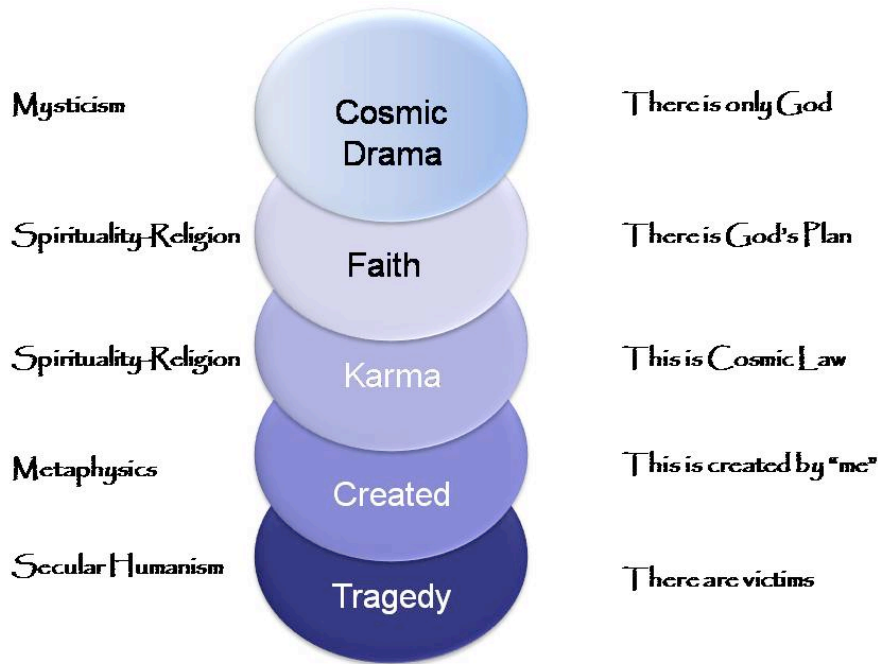 Mysticism
Cosmic
Drama
There is only God
Spirituality-Religion
Faith
There is God's Plan
Spirituality-Religion
Karma
This is Cosmic Law
Metaphysics
Created
This is created by "me"
Secular Humanism
Tragedy
There are victims